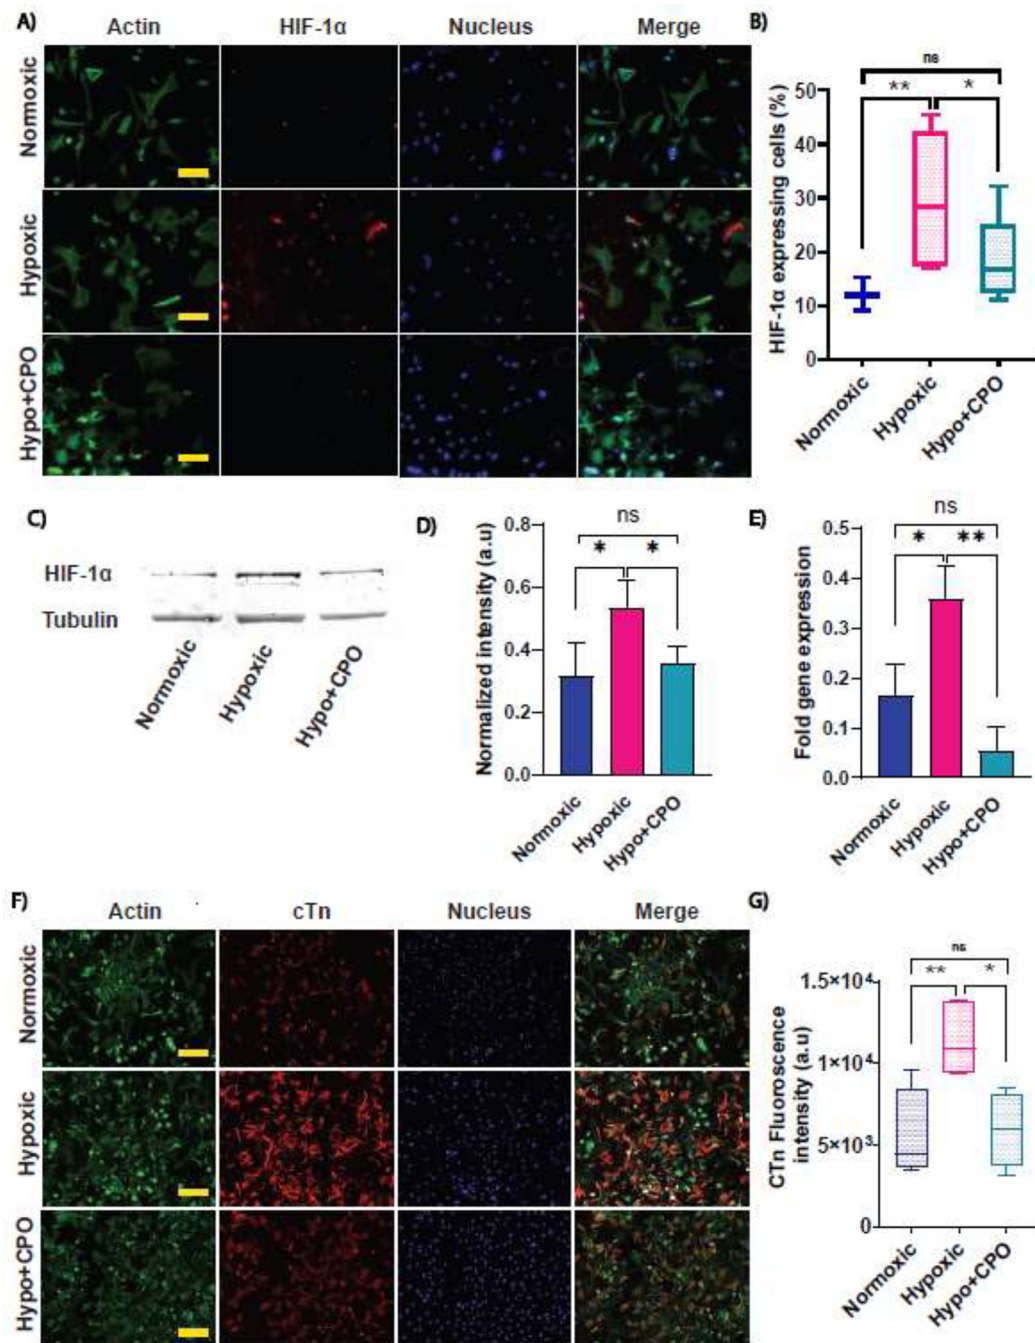 A)
Actin HIF-1α Nucleus Merge
Normoxic
Hypoxic
Hypo+CPO
B)
HIF-1α expressing cells (%)
ns
** *
50
40
30
20
10
0
Normoxic
Hypoxic
Hypo+CPO
C)
HIF-1α
Tubulin
Normoxic
Hypoxic
Hypo+CPO
D)
Normalized intensity (a.u)
ns
* *
0.8
0.6
0.4
0.2
0.0
Normoxic
Hypoxic
Hypo+CPO
E)
Fold gene expression
ns
* **
0.5
0.4
0.3
0.2
0.1
0.0
Normoxic
Hypoxic
Hypo+CPO
F)
Actin cTn Nucleus Merge
Normoxic
Hypoxic
Hypo+CPO
G)
CTn Fluoroscence
intensity (a.u)
ns
** *
1.5×10⁴
1×10⁴
5×10³
0
Normoxic
Hypoxic
Hypo+CPO